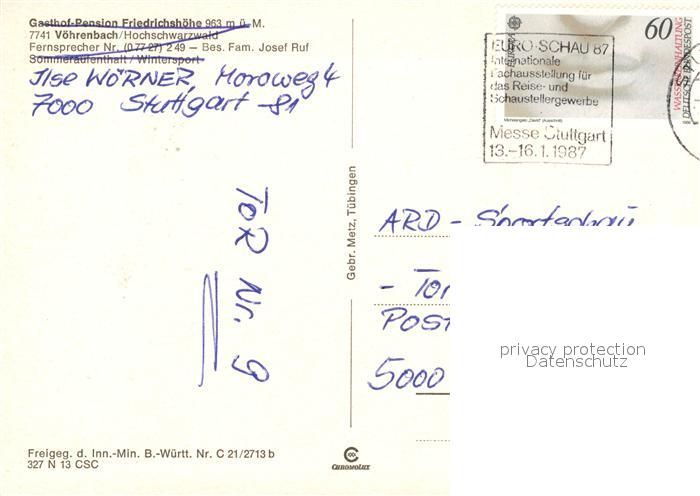 Gasthof-Pension Friedrichshöhe 963 m ü. M.
7741 Vöhrenbach/Hochschwarzwald
Fernsprecher Nr. (0 77 27) 2 49 – Bes. Fam. Josef Ruf
Sommeraufenthalt / Wintersport
Ilse WÖRNER, Moroweg 4
7000 Stuttgart-81
EURO-SCHAU 87
Internationale
Fachausstellung für
das Reise- und
Schaustellergewerbe
Messe Stuttgart
13.–16.1.1987
60
WASSERREINHALTUNG
DEUTSCHE BUNDESPOST
EUROPA
TOR Nr. 9
Gebr. Metz, Tübingen
ARD - Sportschau
- Tor
POST
5000
privacy protection
Datenschutz
Freigeg. d. Inn.-Min. B.-Württ. Nr. C 21/2713 b
327 N 13 CSC
CHROMOLUX